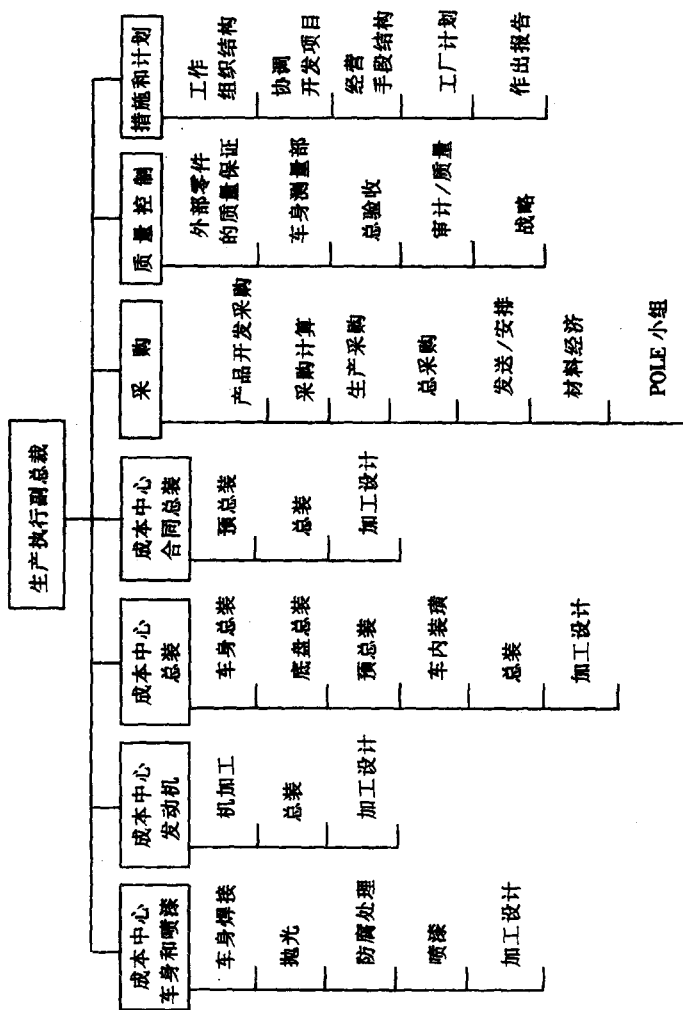 生产执行副总裁
成本中心
车身和喷漆
车身焊接
抛光
防腐处理
喷漆
加工设计
成本中心
发动机
机加工
总装
加工设计
成本中心
总装
车身总装
底盘总装
预总装
车内装璜
总装
加工设计
成本中心
合同总装
预总装
总装
加工设计
采购
产品开发采购
采购计算
生产采购
总采购
发送/安排
材料经济
POLE 小组
质量控制
外部零件
的质量保证
车身测量部
总验收
审计/质量
战略
措施和计划
工作
组织结构
协调
开发项目
经营
手段结构
工厂计划
作出报告